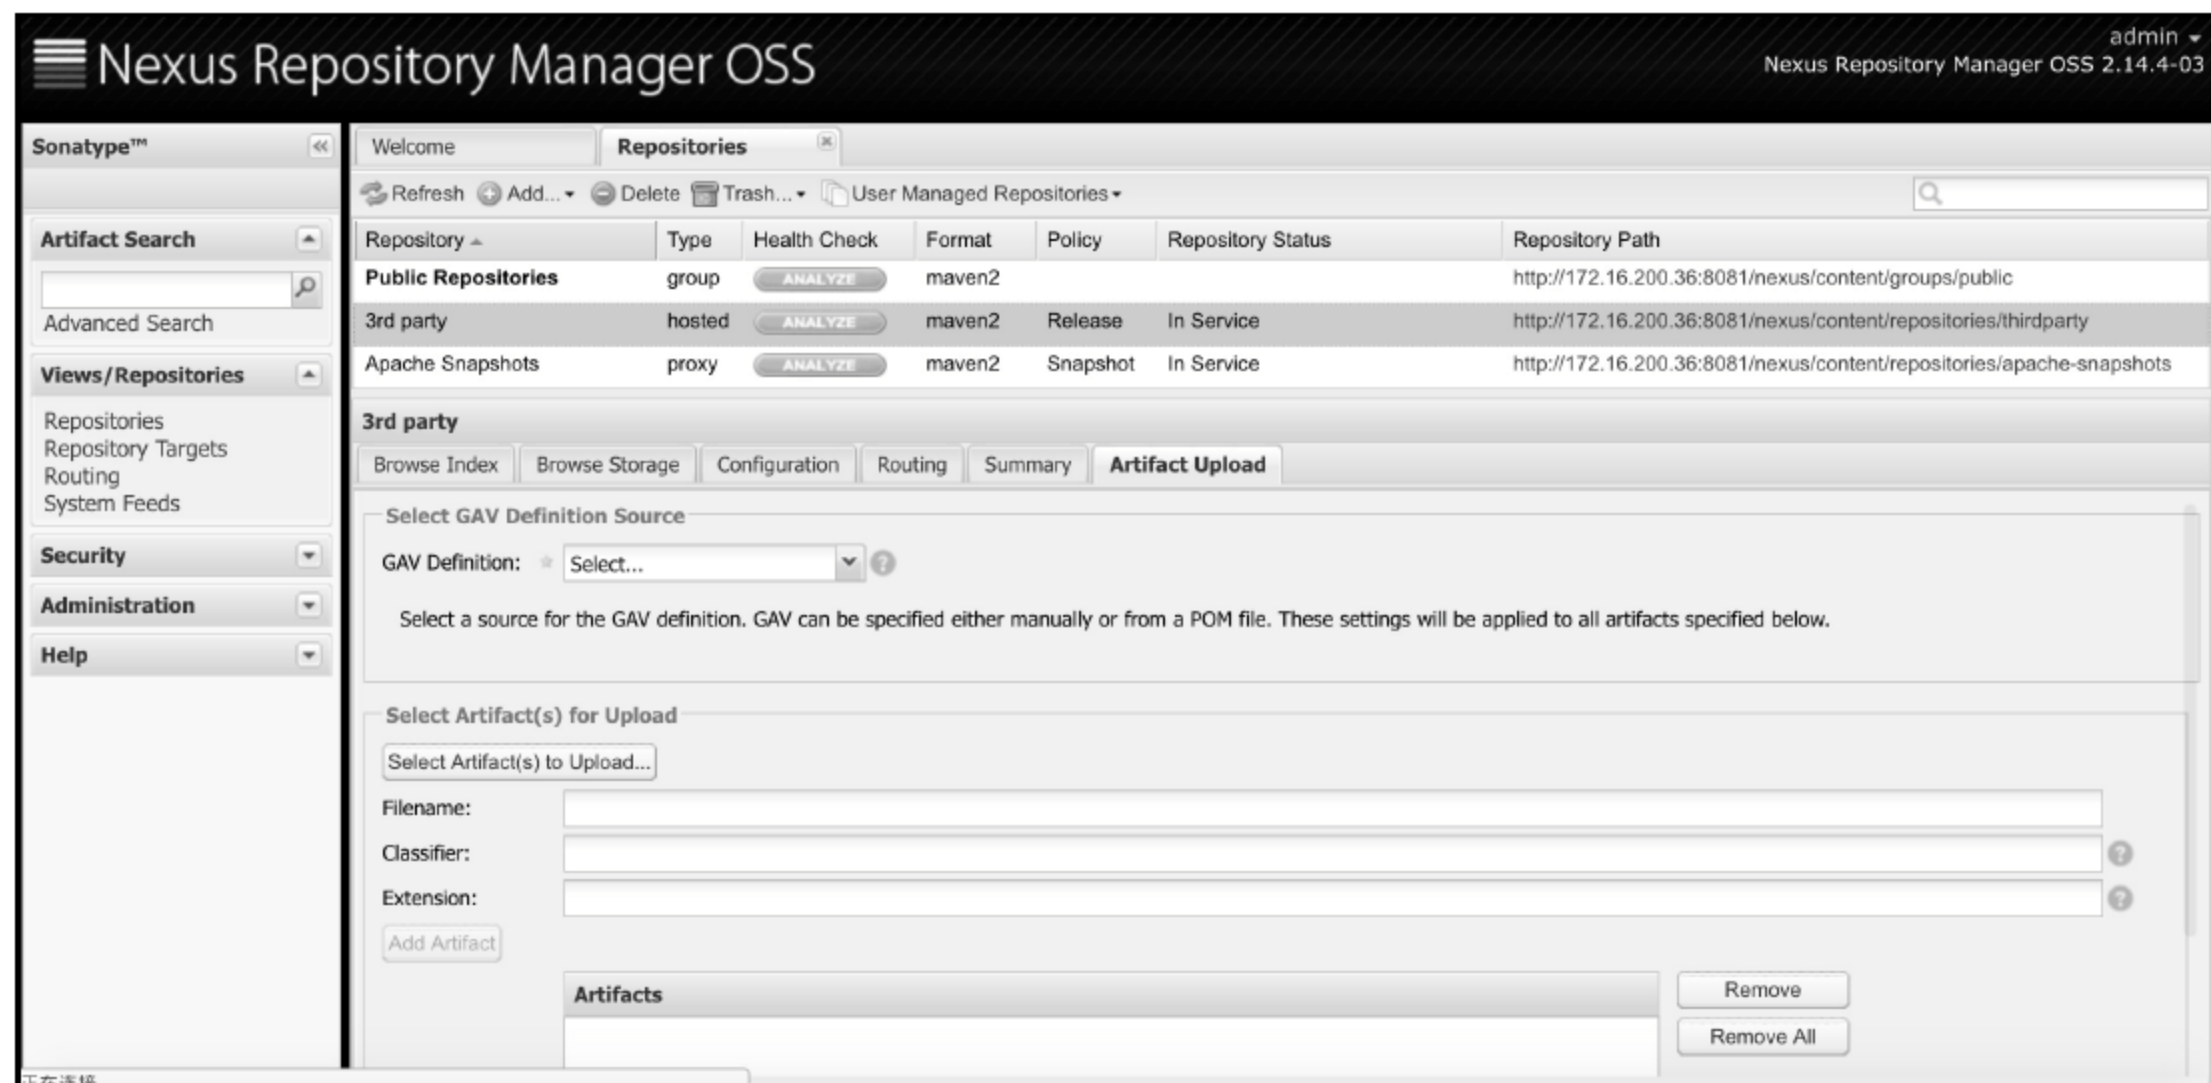 Nexus Repository Manager OSS
admin
Nexus Repository Manager OSS 2.14.4-03
Sonatype™
Welcome
Repositories
Refresh Add... Delete Trash... User Managed Repositories
Artifact Search
Advanced Search
Views/Repositories
Repositories
Repository Targets
Routing
System Feeds
Security
Administration
Help
Repository Type Health Check Format Policy Repository Status Repository Path
Public Repositories group ANALYZE maven2 http://172.16.200.36:8081/nexus/content/groups/public
3rd party hosted ANALYZE maven2 Release In Service http://172.16.200.36:8081/nexus/content/repositories/thirdparty
Apache Snapshots proxy ANALYZE maven2 Snapshot In Service http://172.16.200.36:8081/nexus/content/repositories/apache-snapshots
3rd party
Browse Index Browse Storage Configuration Routing Summary Artifact Upload
Select GAV Definition Source
GAV Definition: Select...
Select a source for the GAV definition. GAV can be specified either manually or from a POM file. These settings will be applied to all artifacts specified below.
Select Artifact(s) for Upload
Select Artifact(s) to Upload...
Filename:
Classifier:
Extension:
Add Artifact
Artifacts
Remove
Remove All
正在连接